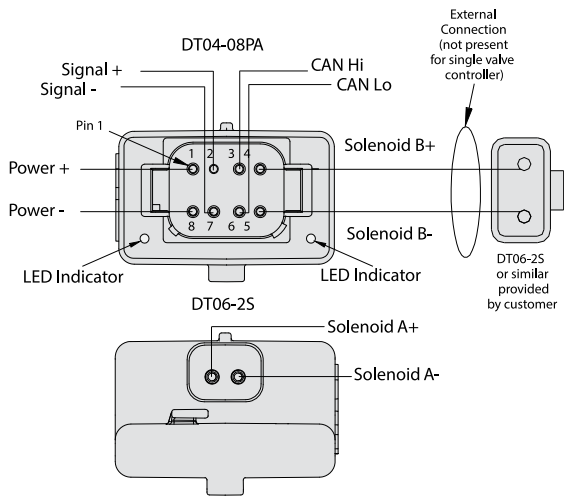 External
Connection
(not present
for single valve
controller)
DT04-08PA
Signal +
Signal -
CAN Hi
CAN Lo
Pin 1
1 2 3 4
Solenoid B+
Power +
Power -
8 7 6 5
Solenoid B-
LED Indicator
LED Indicator
DT06-2S
or similar
provided
by customer
DT06-2S
Solenoid A+
Solenoid A-